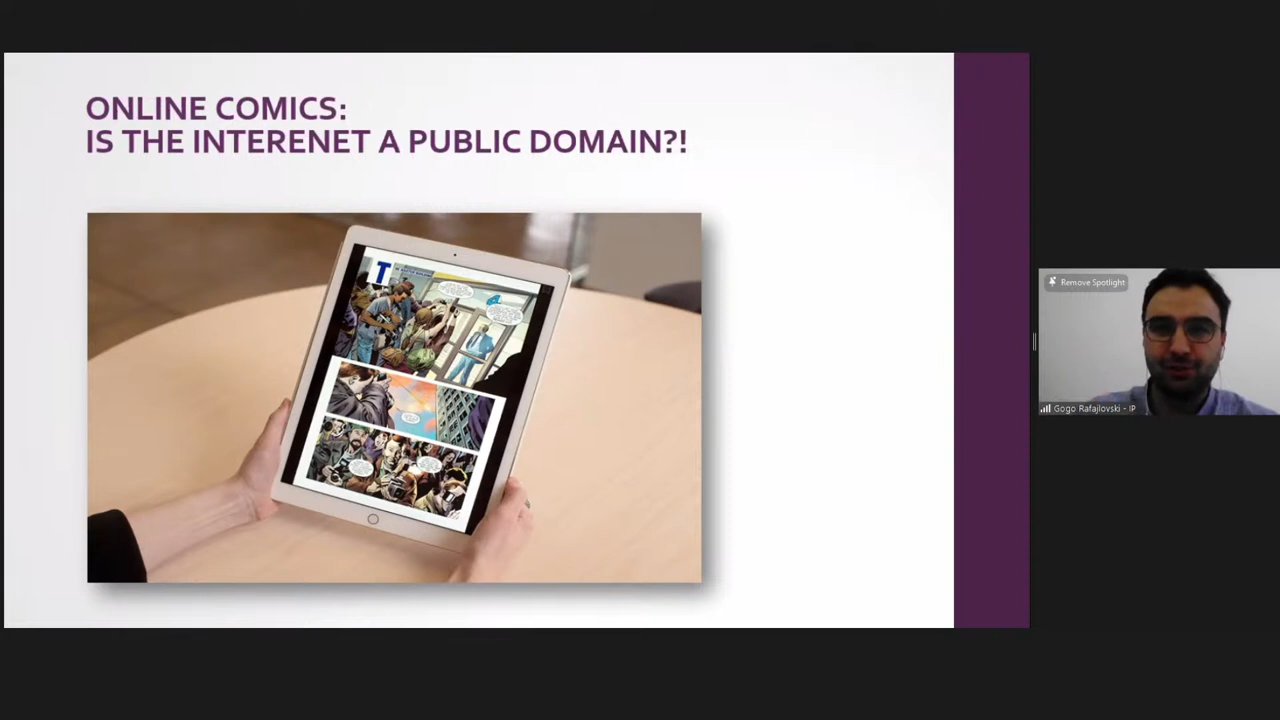 ONLINE COMICS:
IS THE INTERENET A PUBLIC DOMAIN?!
T
Remove Spotlight
Gogo Rafajlovski - IP